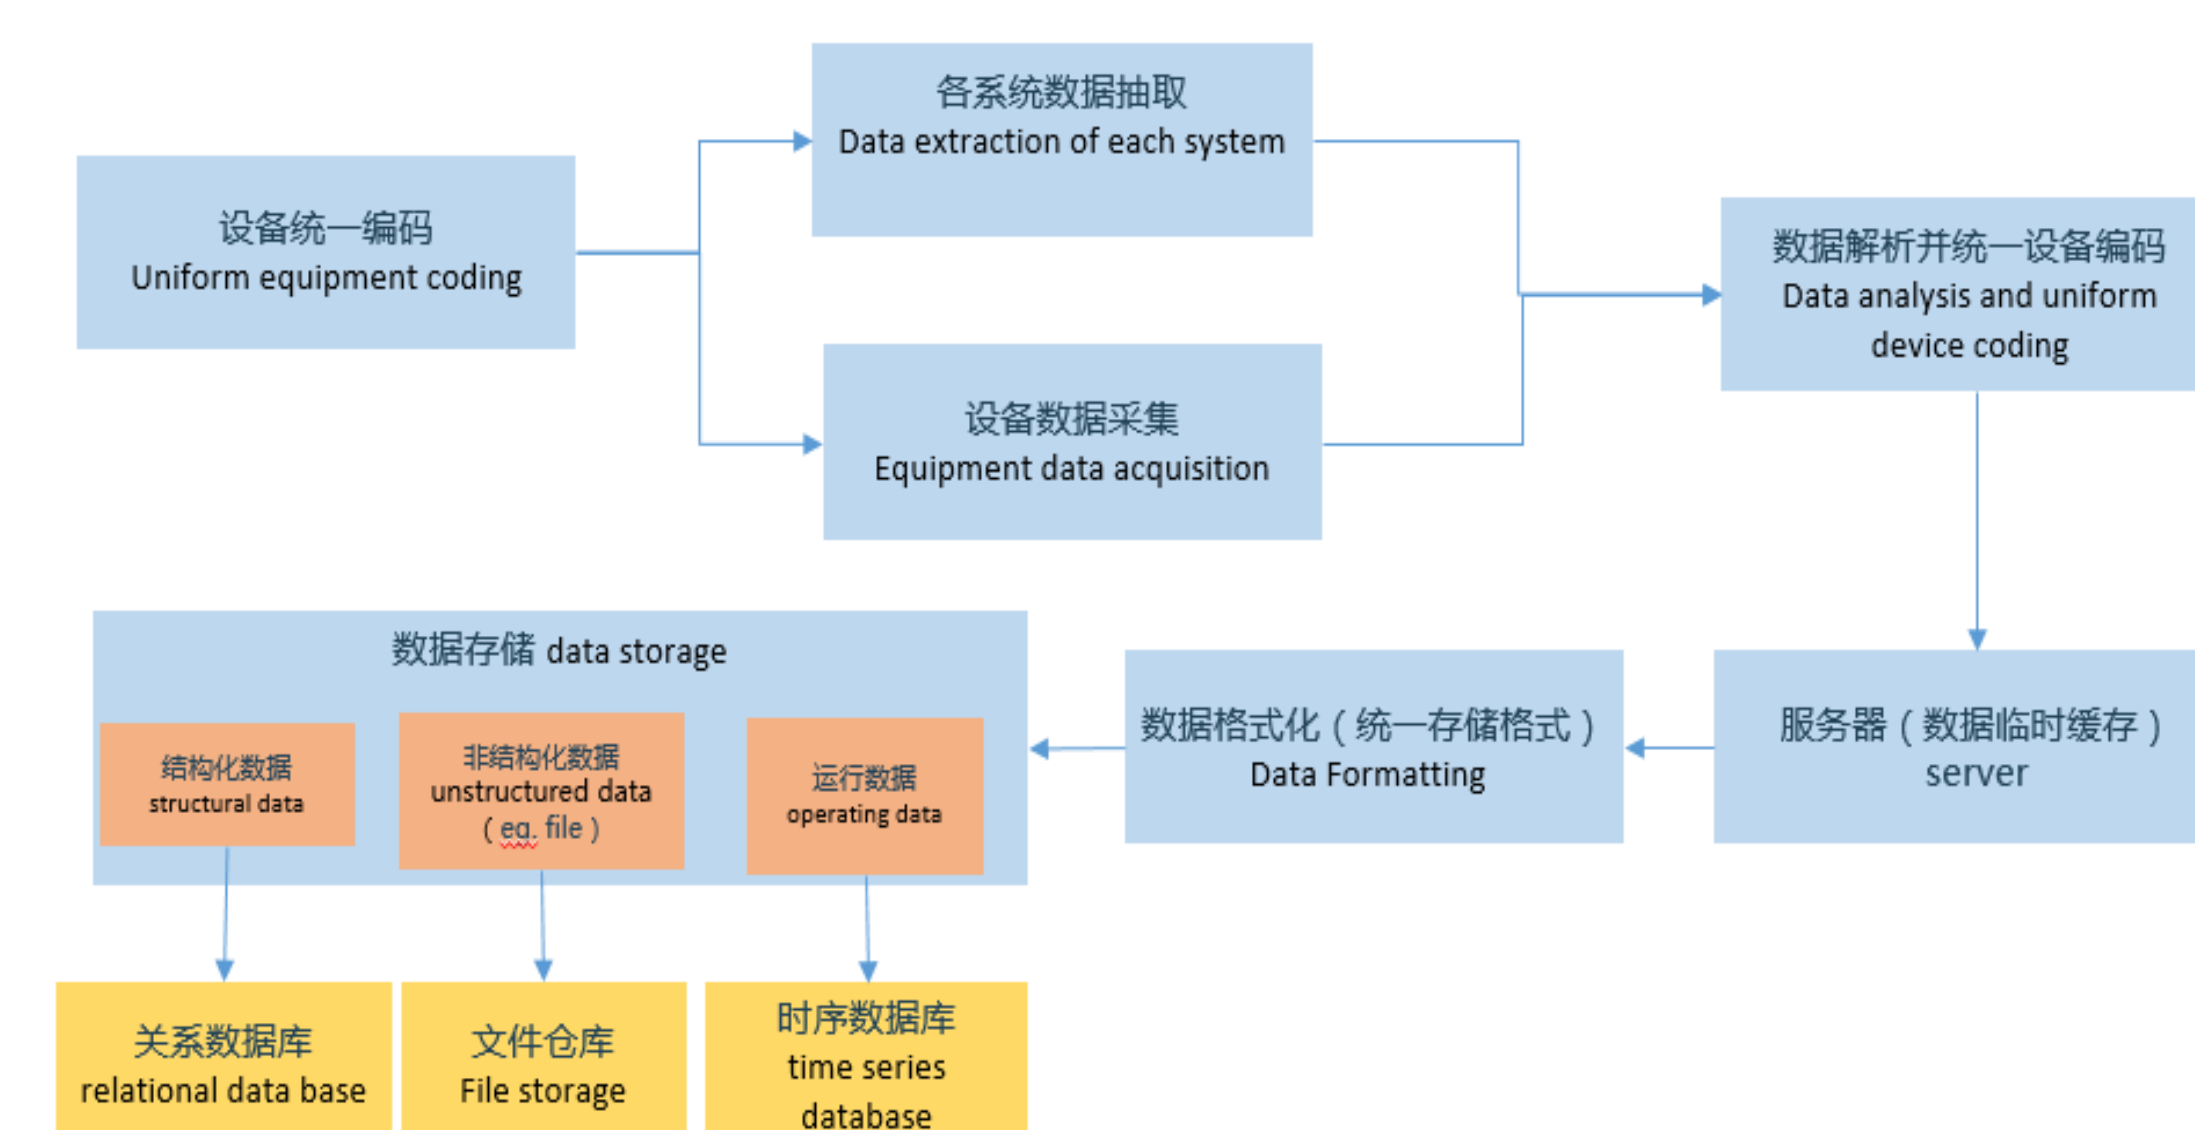 各系统数据抽取
Data extraction of each system
设备统一编码
Uniform equipment coding
数据解析并统一设备编码
Data analysis and uniform
device coding
设备数据采集
Equipment data acquisition
数据存储 data storage
结构化数据
structural data
非结构化数据
unstructured data
（eg. file）
运行数据
operating data
数据格式化（统一存储格式）
Data Formatting
服务器（数据临时缓存）
server
关系数据库
relational data base
文件仓库
File storage
时序数据库
time series
database